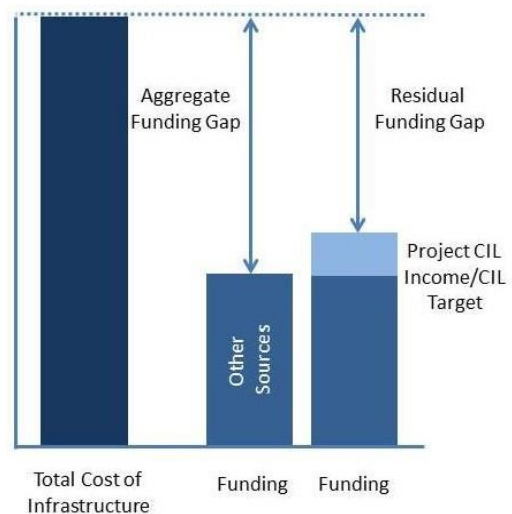 Aggregate
Funding Gap
Residual
Funding Gap
Project CIL
Income/CIL
Target
Other
Sources
Total Cost of
Infrastructure
Funding
Funding